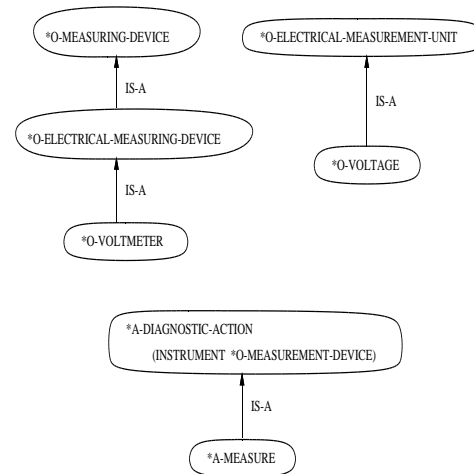 *O-MEASURING-DEVICE
IS-A
*O-ELECTRICAL-MEASURING-DEVICE
IS-A
*O-VOLTMETER
*O-ELECTRICAL-MEASUREMENT-UNIT
IS-A
*O-VOLTAGE
*A-DIAGNOSTIC-ACTION
(INSTRUMENT *O-MEASUREMENT-DEVICE)
IS-A
*A-MEASURE